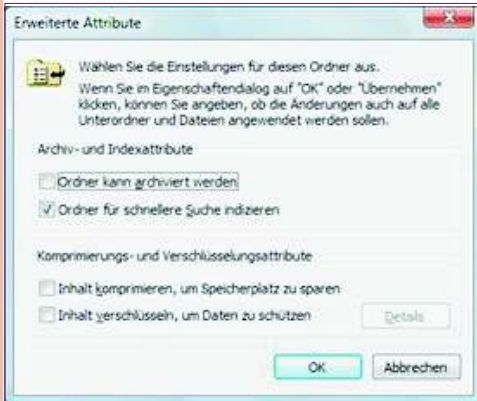 Erweiterte Attribute
Wählen Sie die Einstellungen für diesen Ordner aus.
Wenn Sie im Eigenschaftendialog auf "OK" oder "Übernehmen"
klicken, können Sie angeben, ob die Änderungen auch auf alle
Unterordner und Dateien angewendet werden sollen.
Archiv- und Indexattribute
Ordner kann archiviert werden
Ordner für schnellere Suche indizieren
Komprimierungs- und Verschlüsselungsattribute
Inhalt komprimieren, um Speicherplatz zu sparen
Inhalt verschlüsseln, um Daten zu schützen
Details
OK
Abbrechen